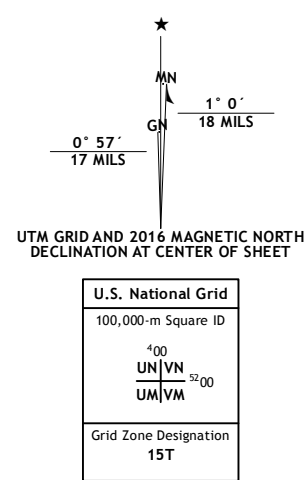 ★
MN
GN
1° 0´
18 MILS
0° 57´
17 MILS
UTM GRID AND 2016 MAGNETIC NORTH
DECLINATION AT CENTER OF SHEET
U.S. National Grid
100,000-m Square ID
400
UN VN
5200
UM VM
Grid Zone Designation
15T